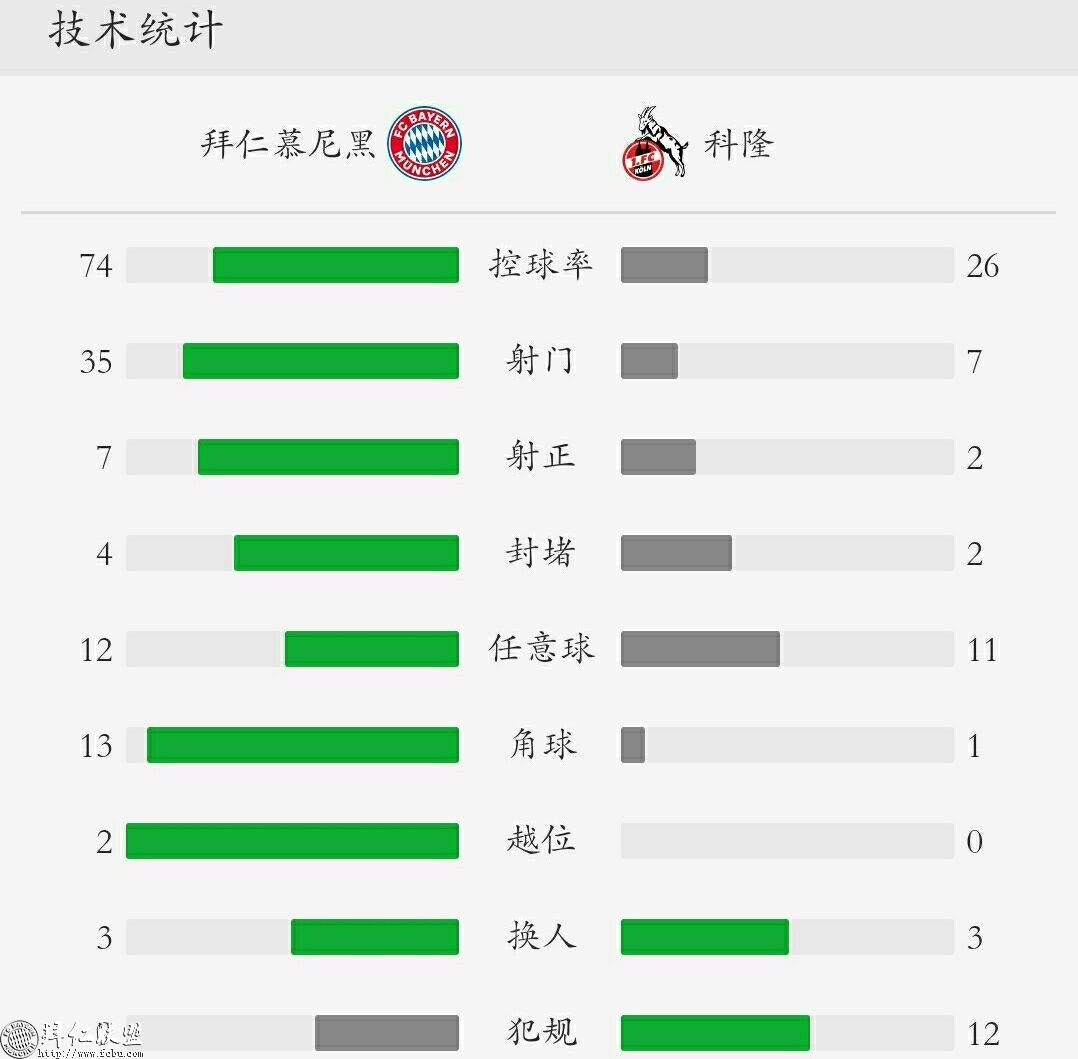 技术统计
拜仁慕尼黑 FC BAYERN MÜNCHEN 1.FC KÖLN 科隆
74 控球率 26
35 射门 7
7 射正 2
4 封堵 2
12 任意球 11
13 角球 1
2 越位 0
3 换人 3
犯规 12
拜仁联盟
http://www.fcbu.com